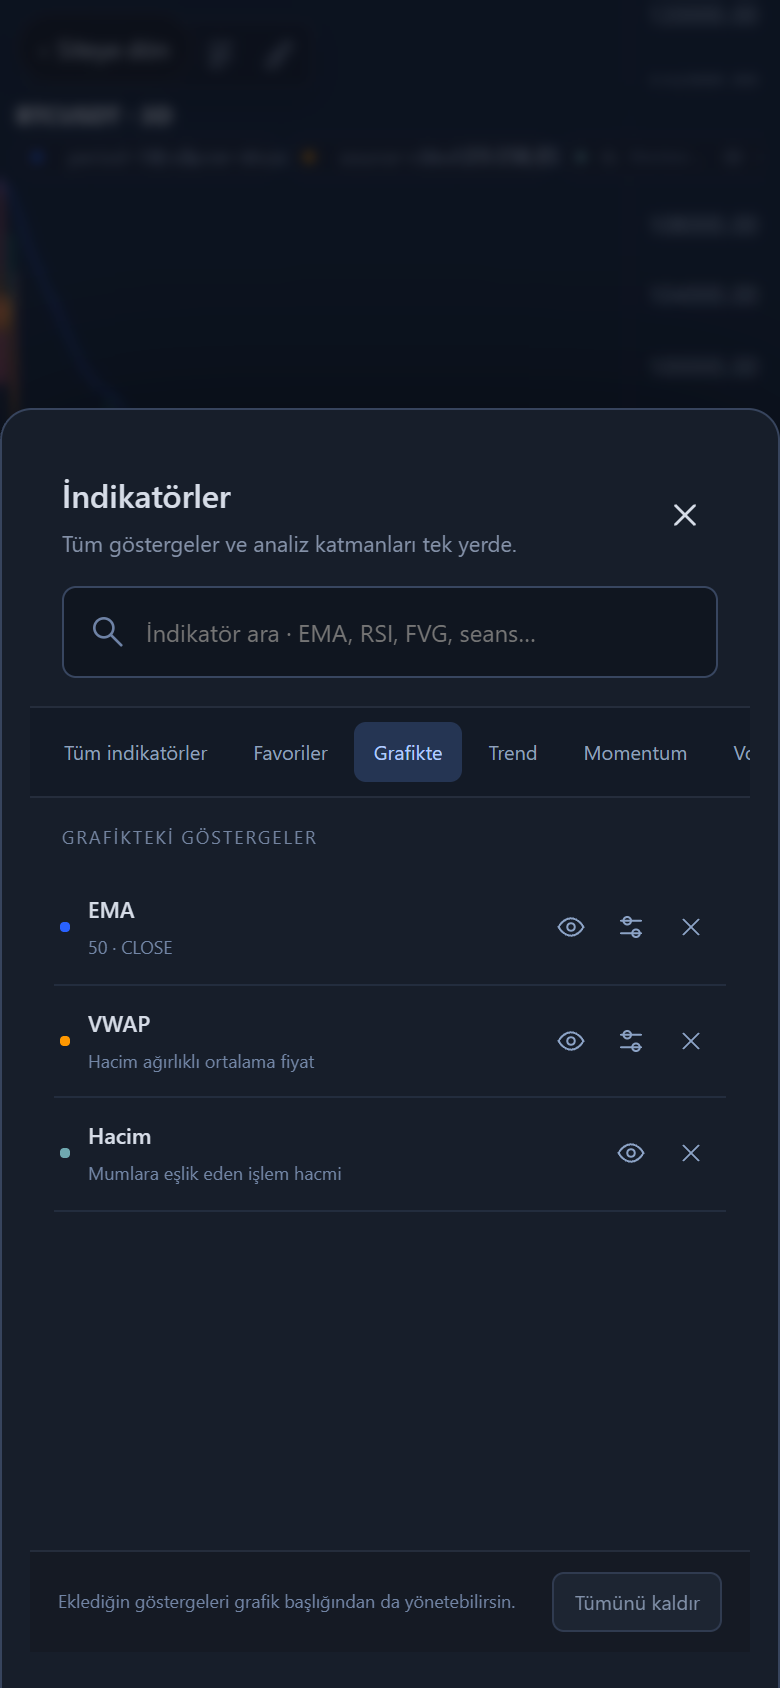 İndikatörler
Tüm göstergeler ve analiz katmanları tek yerde.
İndikatör ara · EMA, RSI, FVG, seans...
Tüm indikatörler Favoriler Grafikte Trend Momentum
GRAFİKTEKİ GÖSTERGELER
EMA
50 · CLOSE
VWAP
Hacim ağırlıklı ortalama fiyat
Hacim
Mumlara eşlik eden işlem hacmi
Eklediğin göstergeleri grafik başlığından da yönetebilirsin.
Tümünü kaldır